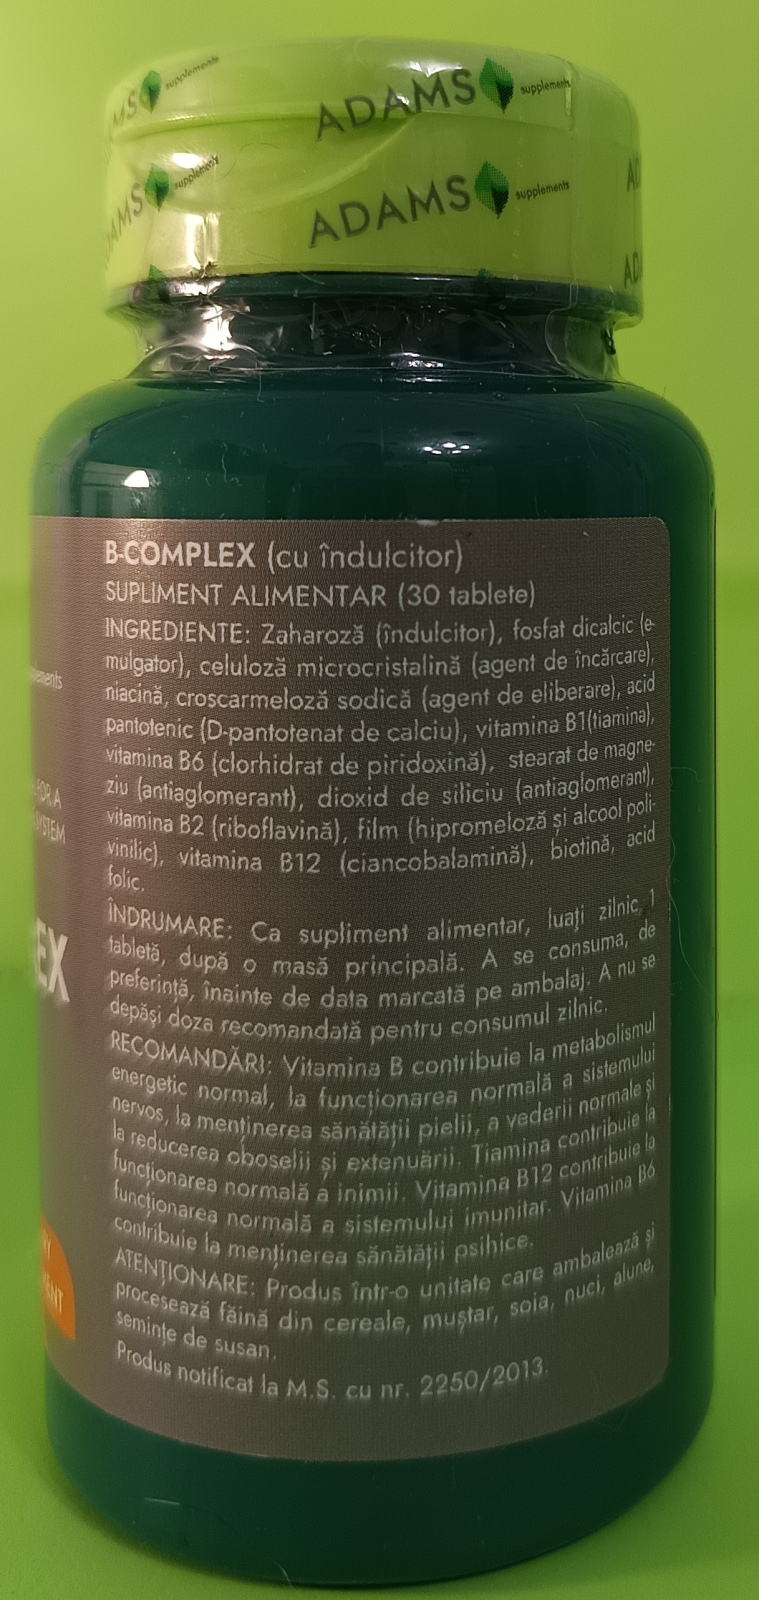 ADAMS supplements
ADAMS supplements
supplements
supplements
B-COMPLEX (cu îndulcitor)
SUPLIMENT ALIMENTAR (30 tablete)
INGREDIENTE: Zaharoză (îndulcitor), fosfat dicalcic (e-
mulgator), celuloză microcristalină (agent de încărcare),
niacină, croscarmeloză sodică (agent de eliberare), acid
pantotenic (D-pantotenat de calciu), vitamina B1(tiamina),
vitamina B6 (clorhidrat de piridoxină), stearat de magne-
ziu (antiaglomerant), dioxid de siliciu (antiaglomerant),
vitamina B2 (riboflavină), film (hipromeloză și alcool poli-
vinilic), vitamina B12 (ciancobalamină), biotină, acid
folic.
ÎNDRUMARE: Ca supliment alimentar, luați zilnic 1
tabletă, după o masă principală. A se consuma, de
preferință, înainte de data marcată pe ambalaj. A nu se
depăși doza recomandată pentru consumul zilnic.
RECOMANDĂRI: Vitamina B contribuie la metabolismul
energetic normal, la funcționarea normală a sistemului
nervos, la menținerea sănătății pielii, a vederii normale și
la reducerea oboselii și extenuării. Tiamina contribuie la
funcționarea normală a inimii. Vitamina B12 contribuie la
funcționarea normală a sistemului imunitar. Vitamina B6
contribuie la menținerea sănătății psihice.
ATENȚIONARE: Produs într-o unitate care ambalează și
procesează făină din cereale, muștar, soia, nuci, alune,
semințe de susan.
Produs notificat la M.S. cu nr. 2250/2013.